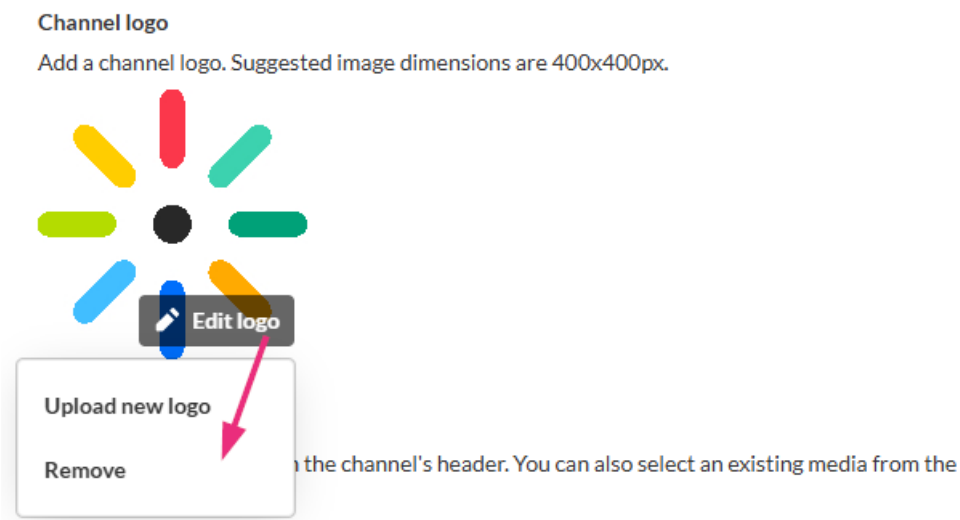 Channel logo
Add a channel logo. Suggested image dimensions are 400x400px.
Edit logo
Upload new logo
Remove
the channel's header. You can also select an existing media from the